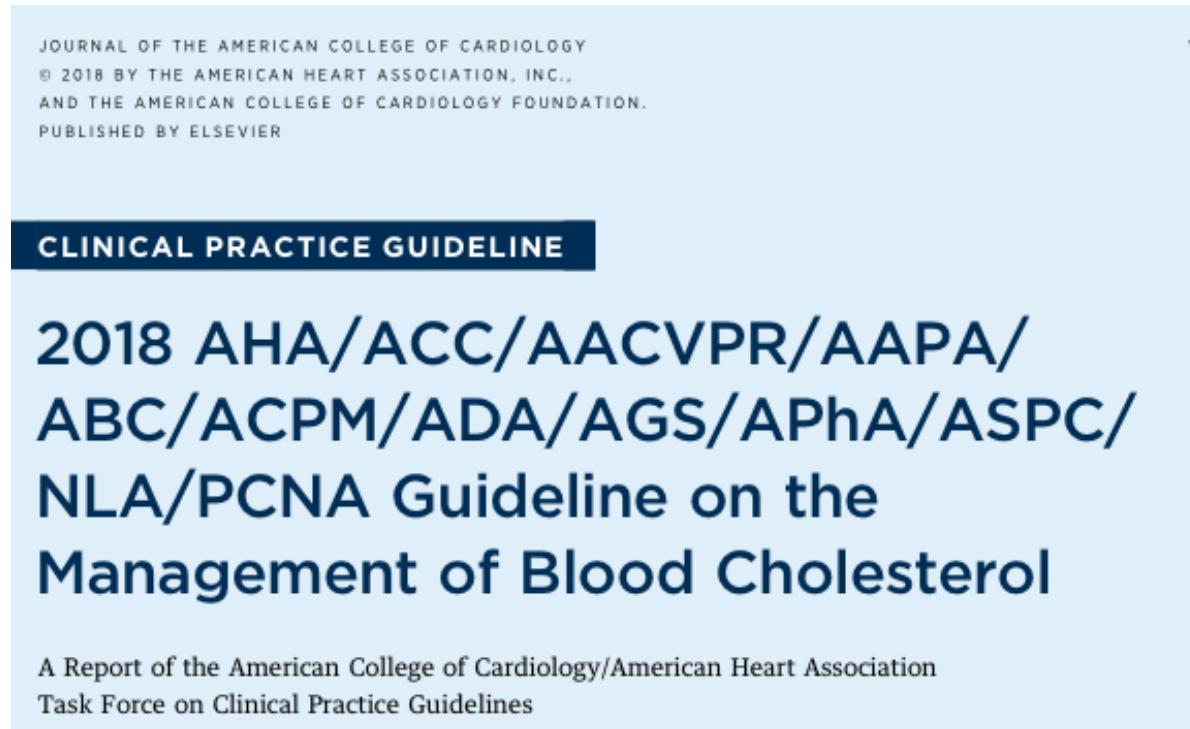 JOURNAL OF THE AMERICAN COLLEGE OF CARDIOLOGY
© 2018 BY THE AMERICAN HEART ASSOCIATION, INC.,
AND THE AMERICAN COLLEGE OF CARDIOLOGY FOUNDATION.
PUBLISHED BY ELSEVIER
CLINICAL PRACTICE GUIDELINE
2018 AHA/ACC/AACVPR/AAPA/
ABC/ACPM/ADA/AGS/APhA/ASPC/
NLA/PCNA Guideline on the
Management of Blood Cholesterol
A Report of the American College of Cardiology/American Heart Association
Task Force on Clinical Practice Guidelines